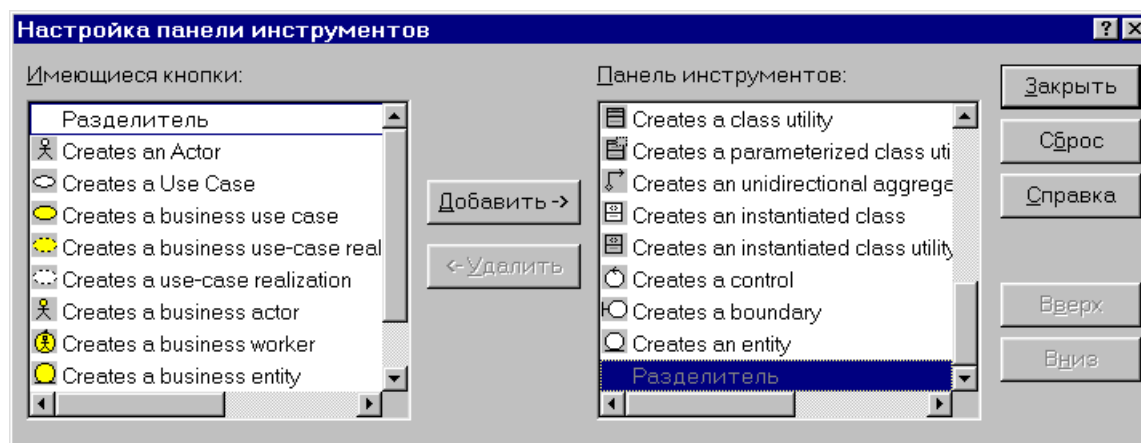 Настройка панели инструментов
Имеющиеся кнопки:
Разделитель
Creates an Actor
Creates a Use Case
Creates a business use case
Creates a business use-case real
Creates a use-case realization
Creates a business actor
Creates a business worker
Creates a business entity
Добавить ->
<- Удалить
Панель инструментов:
Creates a class utility
Creates a parameterized class uti
Creates an unidirectional aggrega
Creates an instantiated class
Creates an instantiated class utility
Creates a control
Creates a boundary
Creates an entity
Разделитель
Закрыть
Сброс
Справка
Вверх
Вниз